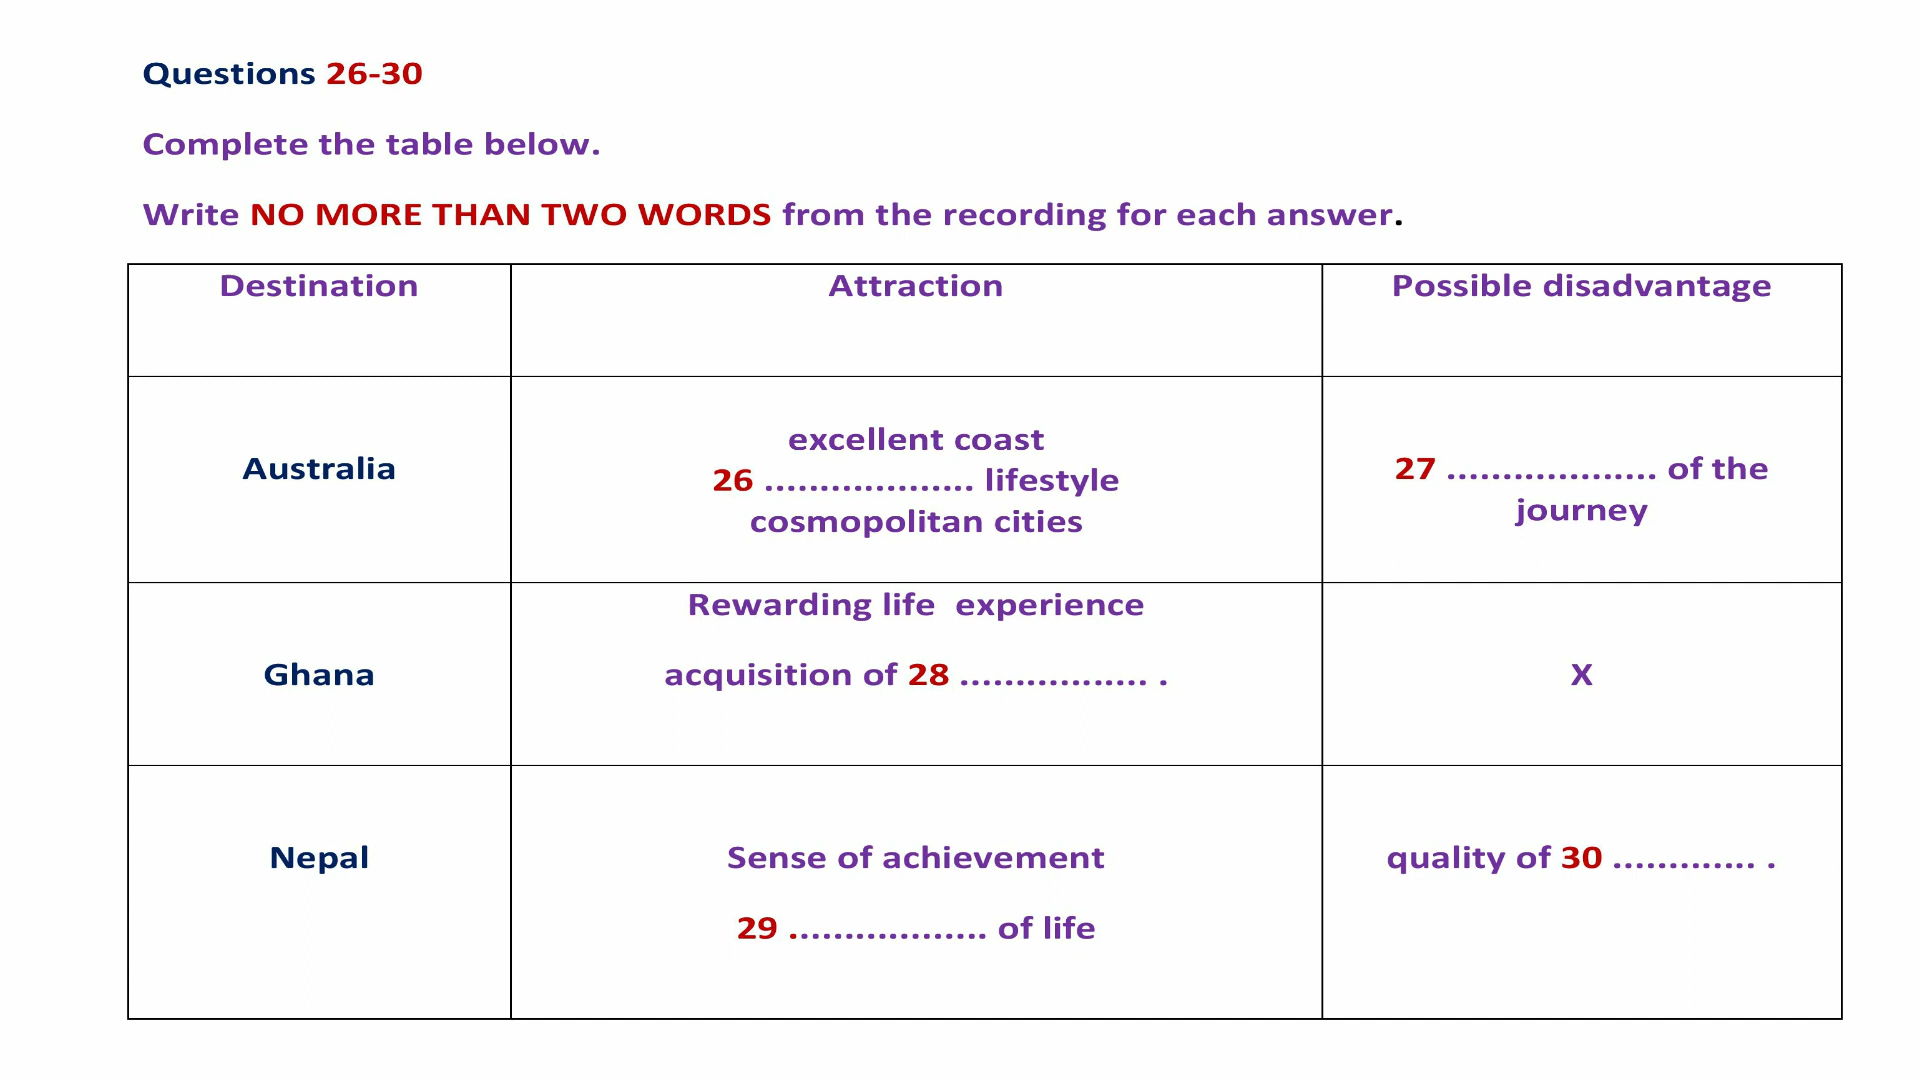 Questions 26-30
Complete the table below.
Write NO MORE THAN TWO WORDS from the recording for each answer.
Destination
Attraction
Possible disadvantage
Australia
excellent coast
26 ................... lifestyle
cosmopolitan cities
27 ................... of the
journey
Ghana
Rewarding life  experience
acquisition of 28 ................. .
X
Nepal
Sense of achievement
29 .................. of life
quality of 30 ............. .